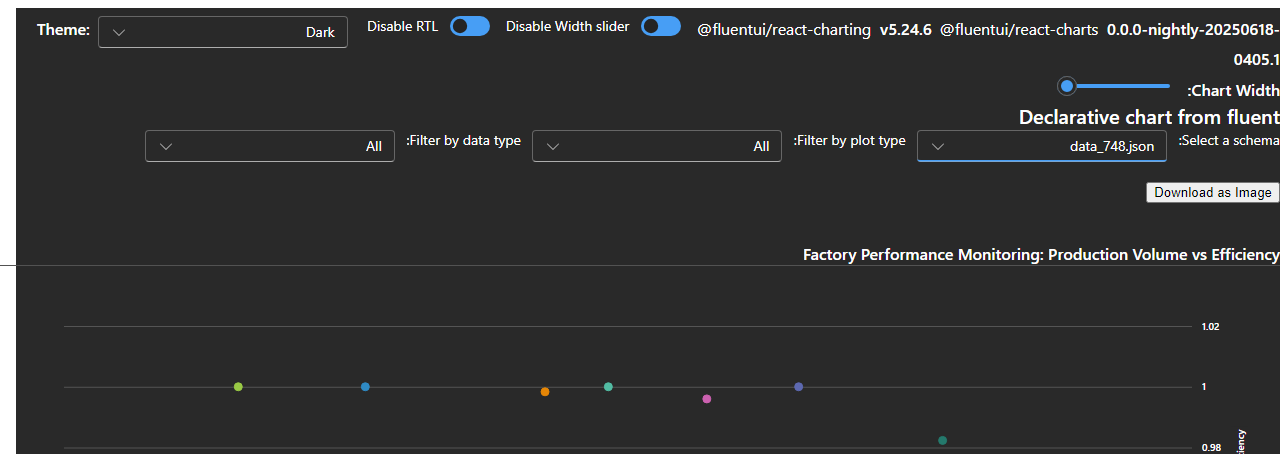 Theme: Dark Disable RTL Disable Width slider @fluentui/react-charting v5.24.6 @fluentui/react-charts 0.0.0-nightly-20250618-
0405.1
:Chart Width
Declarative chart from fluent
:Select a schema data_748.json :Filter by plot type All :Filter by data type All
Download as Image
Factory Performance Monitoring: Production Volume vs Efficiency
1.02
1
0.98